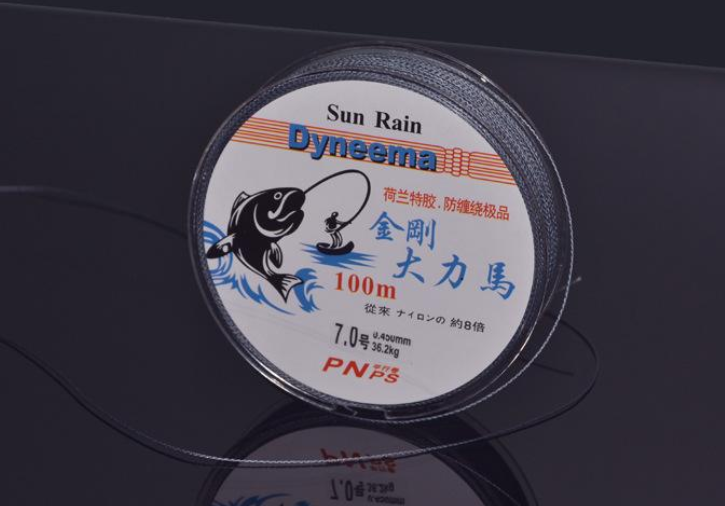 Sun Rain
Dyneema
荷兰特胶.防缠绕极品
金剛
大力馬
100m
從來 ナイロンの 約8倍
7.0号 0.450mm
36.2kg
PN PS